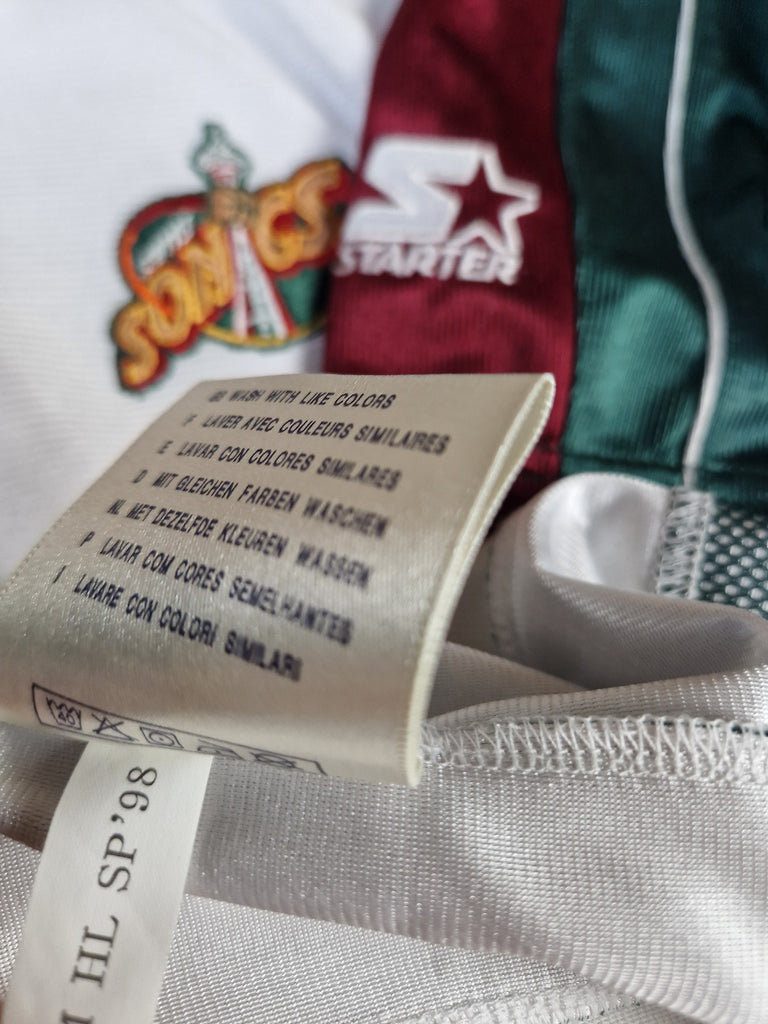 SONICS
STARTER
GB WASH WITH LIKE COLORS
F LAVER AVEC COULEURS SIMILAIRES
E LAVAR CON COLORES SIMILARES
D MIT GLEICHEN FARBEN WASCHEN
NL MET DEZELFDE KLEUREN WASSEN
P LAVAR COM CORES SEMELHANTES
I LAVARE CON COLORI SIMILARI
HL SP'98